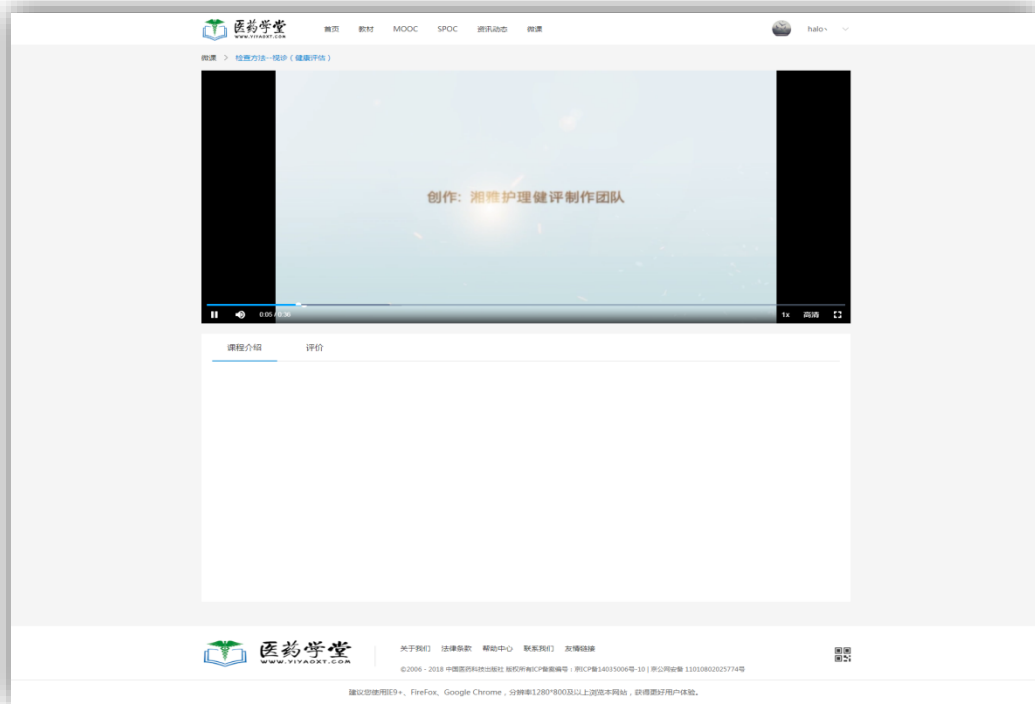 医药学堂
WWW.YIYAOXT.COM
首页 教材 MOOC SPOC 资讯动态 微课
halo~
微课 > 检查方法--视诊（健康评估）
创作：湘雅护理健评制作团队
0:05 / 0:36
1x 高清
课程介绍 评价
医药学堂
WWW.YIYAOXT.COM
关于我们 法律条款 帮助中心 联系我们 友情链接
©2006 - 2018 中国医药科技出版社 版权所有ICP备案编号：京ICP备14035006号-10 | 京公网安备 11010802025774号
建议您使用IE9+、FireFox、Google Chrome，分辨率1280*800及以上浏览本网站，获得更好用户体验。